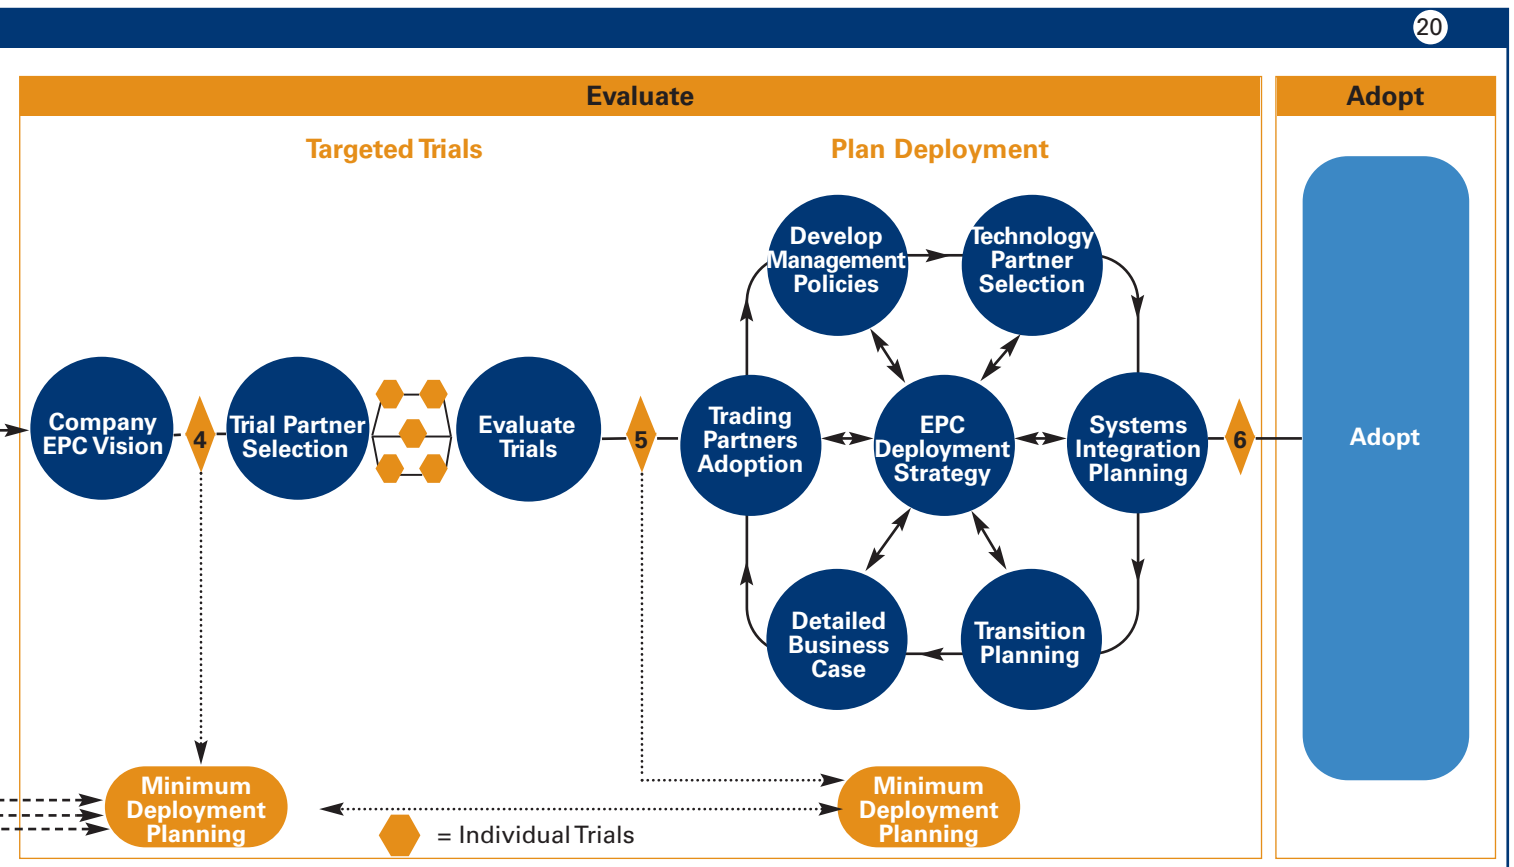 20
Evaluate
Adopt
Targeted Trials
Plan Deployment
Develop
Management
Policies
Technology
Partner
Selection
Company
EPC Vision
4
Trial Partner
Selection
Evaluate
Trials
5
Trading
Partners
Adoption
EPC
Deployment
Strategy
Systems
Integration
Planning
6
Adopt
Detailed
Business
Case
Transition
Planning
Minimum
Deployment
Planning
= Individual Trials
Minimum
Deployment
Planning